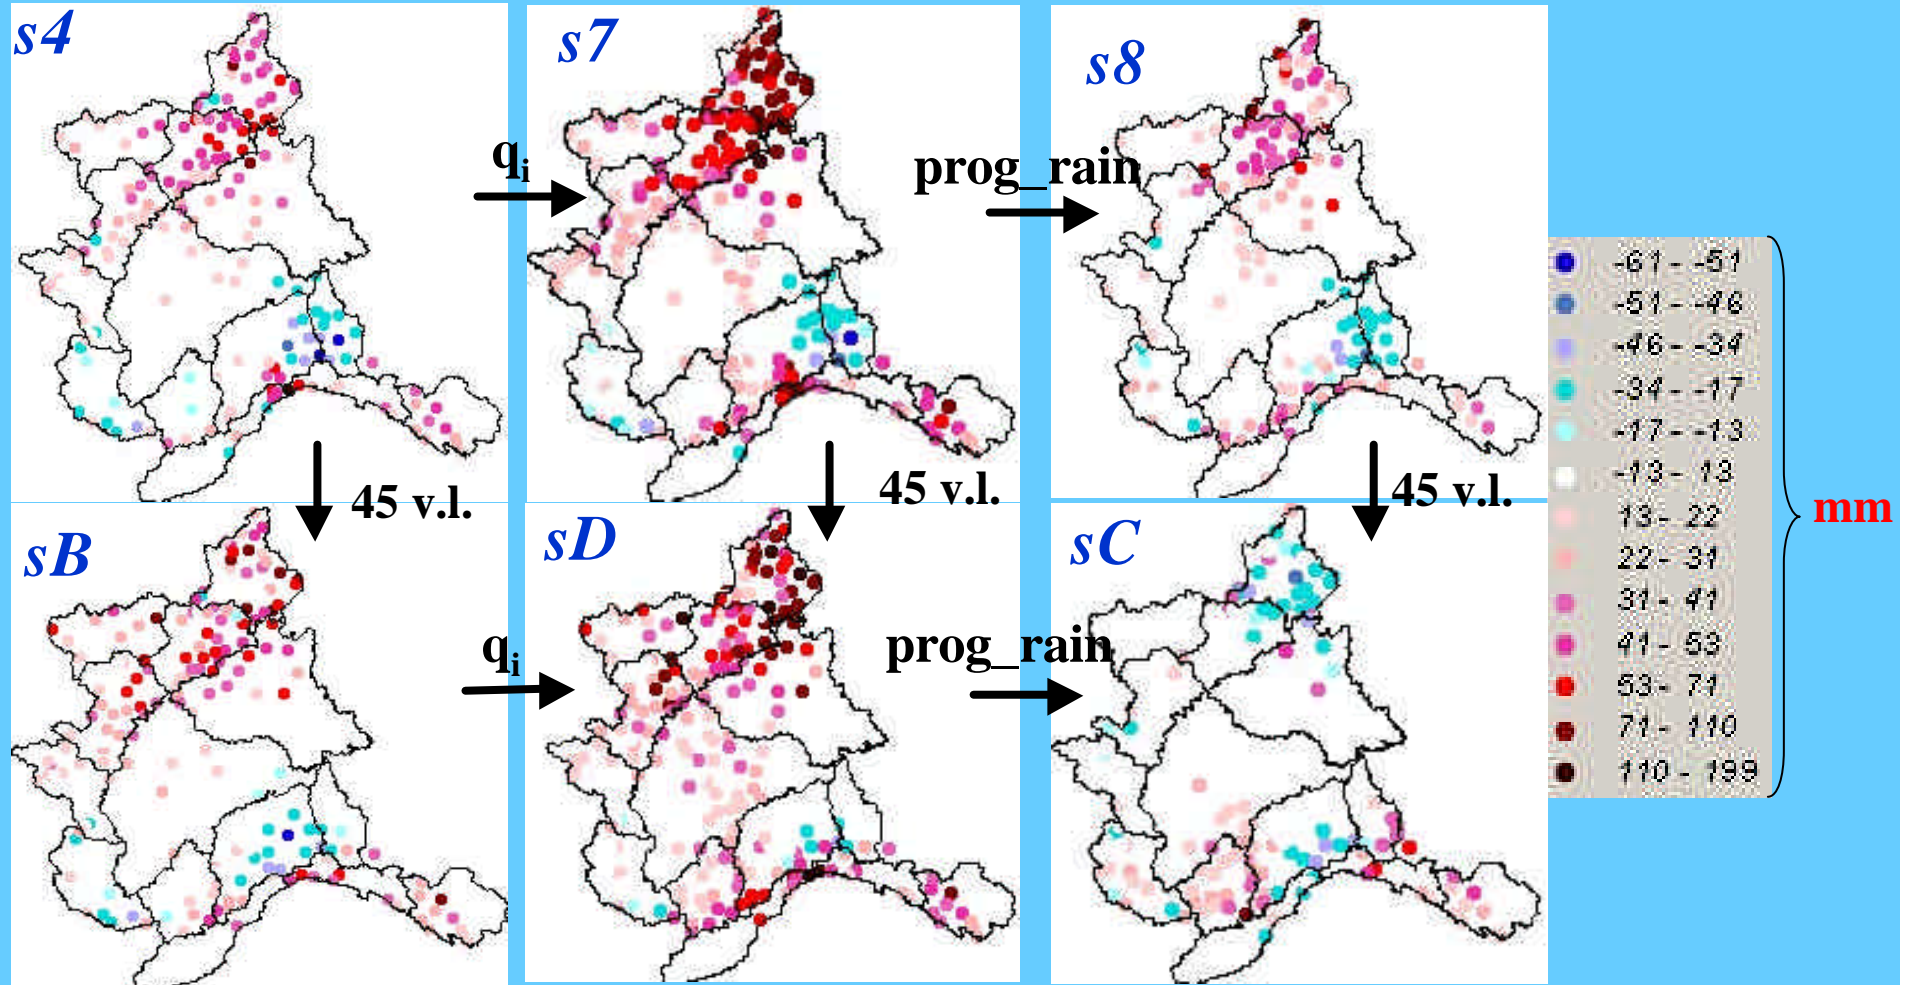 s4
s7
s8
q_i
prog_rain
45 v.l.
45 v.l.
45 v.l.
sB
sD
sC
q_i
prog_rain
-61 - -51
-51 - -46
-46 - -34
-34 - -17
-17 - -13
-13 - 13
13 - 22
22 - 31
31 - 41
41 - 53
53 - 71
71 - 110
110 - 199
mm